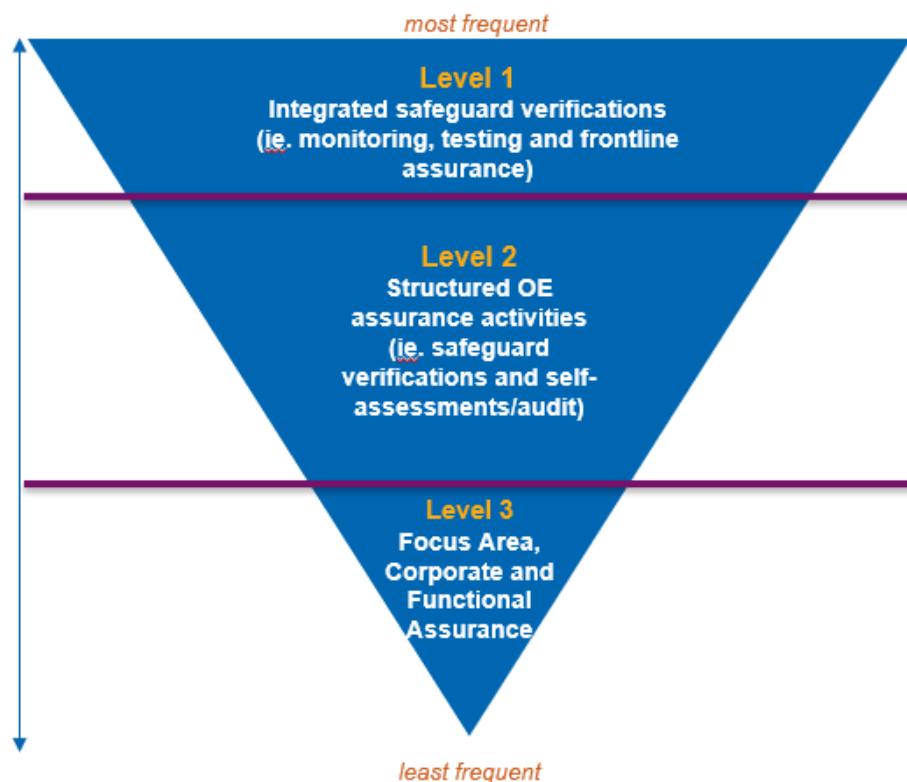 most frequent
Level 1
Integrated safeguard verifications
(ie. monitoring, testing and frontline
assurance)
Level 2
Structured OE
assurance activities
(ie. safeguard
verifications and self-
assessments/audit)
Level 3
Focus Area,
Corporate and
Functional
Assurance
least frequent